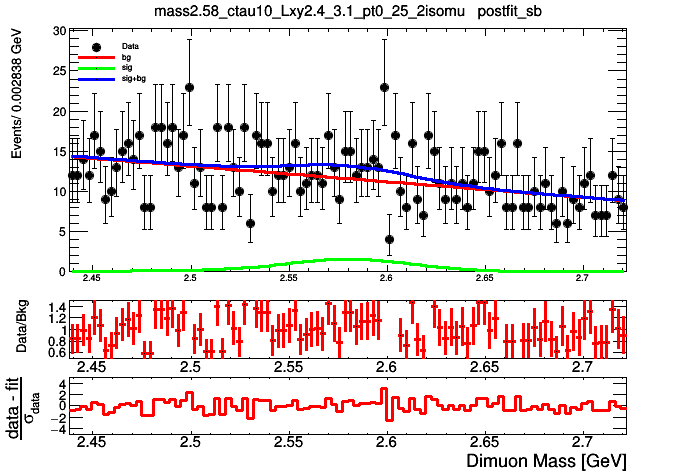 mass2.58_ctau10_Lxy2.4_3.1_pt0_25_2isomu postfit_sb
Events/ 0.002838 GeV
30
25
20
15
10
5
0
Data
bg
sig
sig+bg
2.45 2.5 2.55 2.6 2.65 2.7
Data/Bkg
1.4
1.2
1
0.8
0.6
2.45 2.5 2.55 2.6 2.65 2.7
data - fit
σdata
4
2
0
−2
−4
2.45 2.5 2.55 2.6 2.65 2.7
Dimuon Mass [GeV]